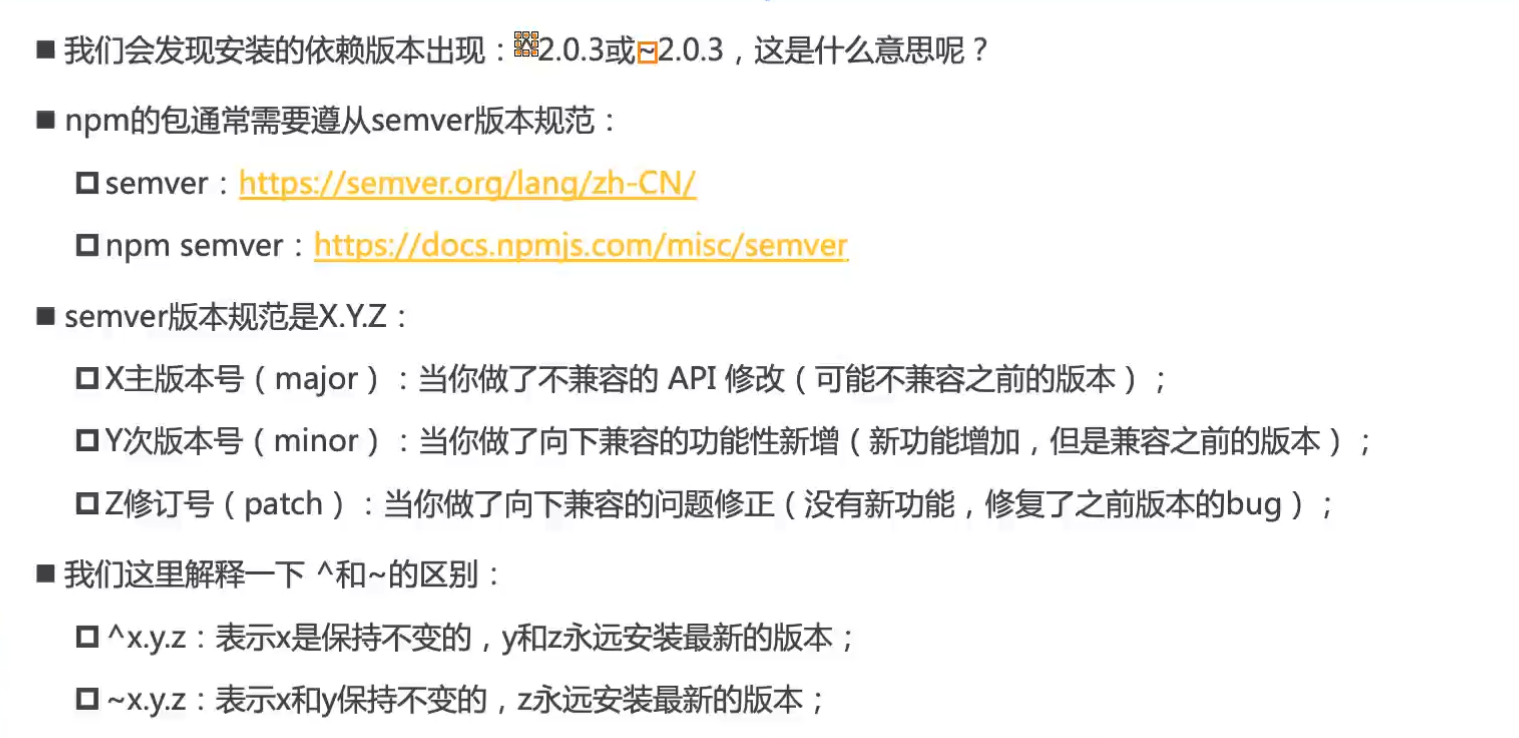 我们会发现安装的依赖版本出现：^2.0.3或~2.0.3，这是什么意思呢？
npm的包通常需要遵从semver版本规范：
semver：https://semver.org/lang/zh-CN/
npm semver：https://docs.npmjs.com/misc/semver
semver版本规范是X.Y.Z：
X主版本号（major）：当你做了不兼容的 API 修改（可能不兼容之前的版本）；
Y次版本号（minor）：当你做了向下兼容的功能性新增（新功能增加，但是兼容之前的版本）；
Z修订号（patch）：当你做了向下兼容的问题修正（没有新功能，修复了之前版本的bug）；
我们这里解释一下 ^和~的区别：
^x.y.z：表示x是保持不变的，y和z永远安装最新的版本；
~x.y.z：表示x和y保持不变的，z永远安装最新的版本；